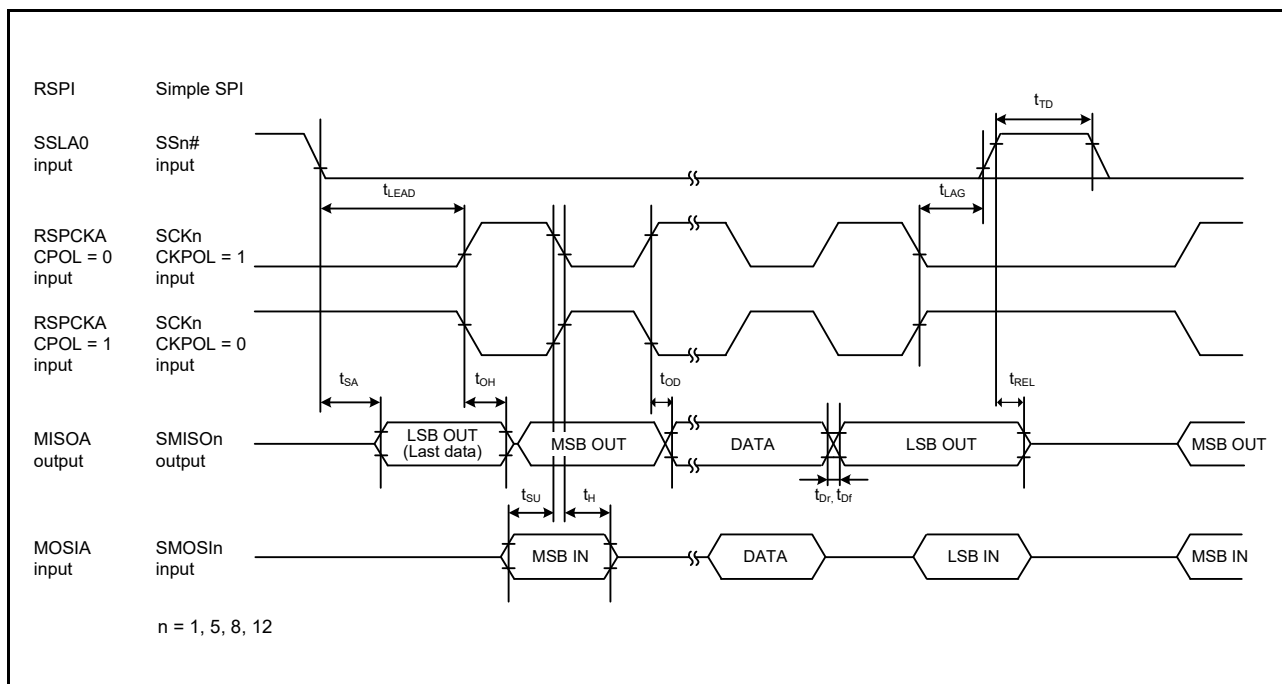 RSPI Simple SPI
tTD
SSLA0 SSn#
input input
tLEAD tLAG
RSPCKA SCKn
CPOL = 0 CKPOL = 1
input input
RSPCKA SCKn
CPOL = 1 CKPOL = 0
input input
tSA tOH tOD tREL
MISOA SMISOn
output output
LSB OUT
(Last data)
MSB OUT DATA LSB OUT MSB OUT
tSU tH tDr, tDf
MOSIA SMOSIn
input input
MSB IN DATA LSB IN MSB IN
n = 1, 5, 8, 12